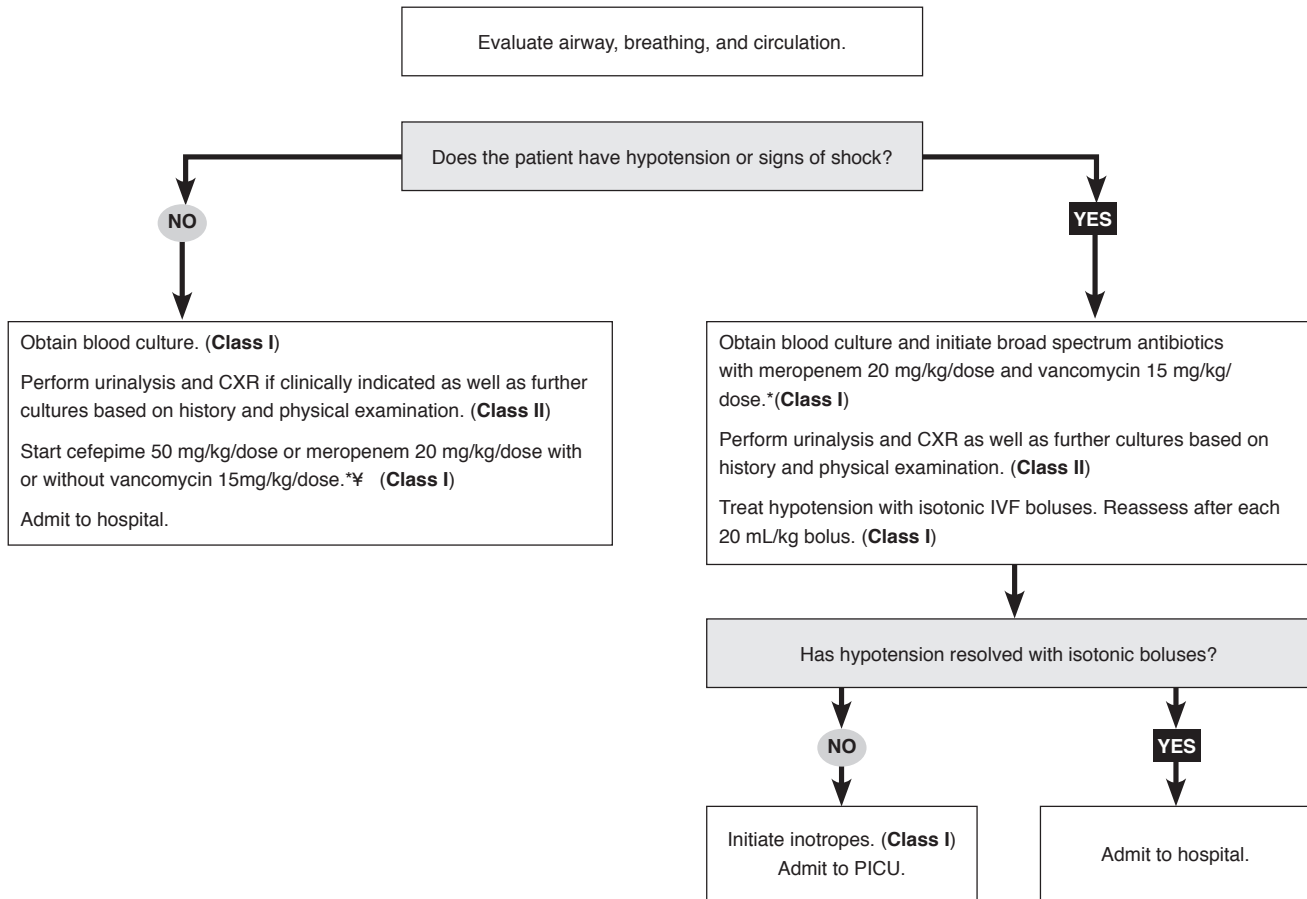 Evaluate airway, breathing, and circulation.
Does the patient have hypotension or signs of shock?
NO
YES
Obtain blood culture. (Class I)
Perform urinalysis and CXR if clinically indicated as well as further
cultures based on history and physical examination. (Class II)
Start cefepime 50 mg/kg/dose or meropenem 20 mg/kg/dose with
or without vancomycin 15mg/kg/dose.*¥ (Class I)
Admit to hospital.
Obtain blood culture and initiate broad spectrum antibiotics
with meropenem 20 mg/kg/dose and vancomycin 15 mg/kg/
dose.*(Class I)
Perform urinalysis and CXR as well as further cultures based on
history and physical examination. (Class II)
Treat hypotension with isotonic IVF boluses. Reassess after each
20 mL/kg bolus. (Class I)
Has hypotension resolved with isotonic boluses?
NO
YES
Initiate inotropes. (Class I)
Admit to PICU.
Admit to hospital.